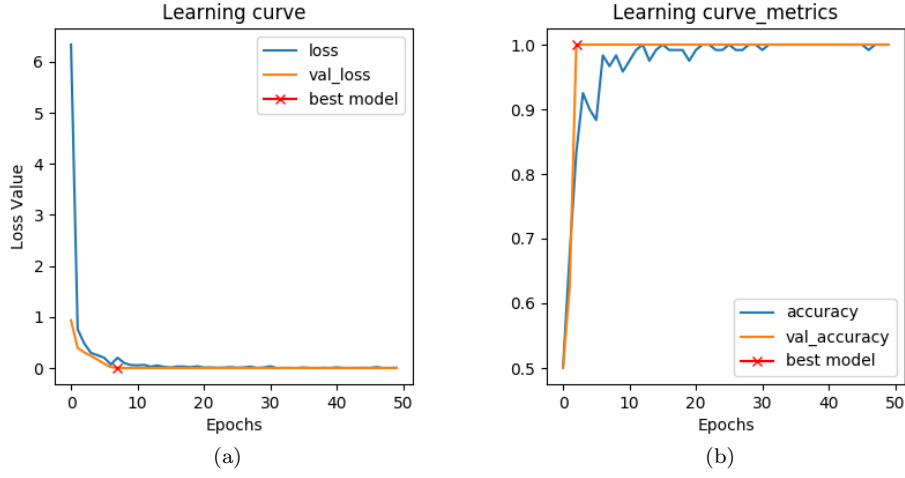 Learning curve
6
5
4
3
2
1
0
Loss Value
loss
val_loss
best model
0 10 20 30 40 50
Epochs
(a)
Learning curve_metrics
1.0
0.9
0.8
0.7
0.6
0.5
accuracy
val_accuracy
best model
0 10 20 30 40 50
Epochs
(b)